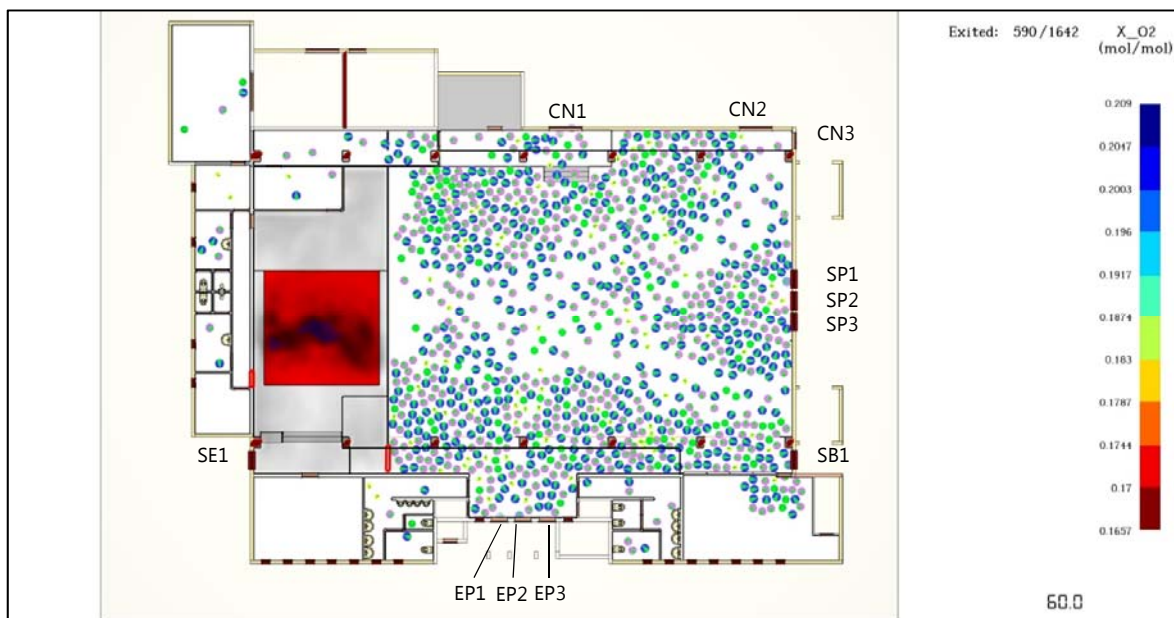 Exited: 590/1642 X_O2
(mol/mol)
CN1
CN2
CN3
0.209
0.2047
0.2003
0.196
0.1917
0.1874
0.183
0.1787
0.1744
0.17
0.1657
SP1
SP2
SP3
SE1
SB1
EP1 EP2 EP3
60.0